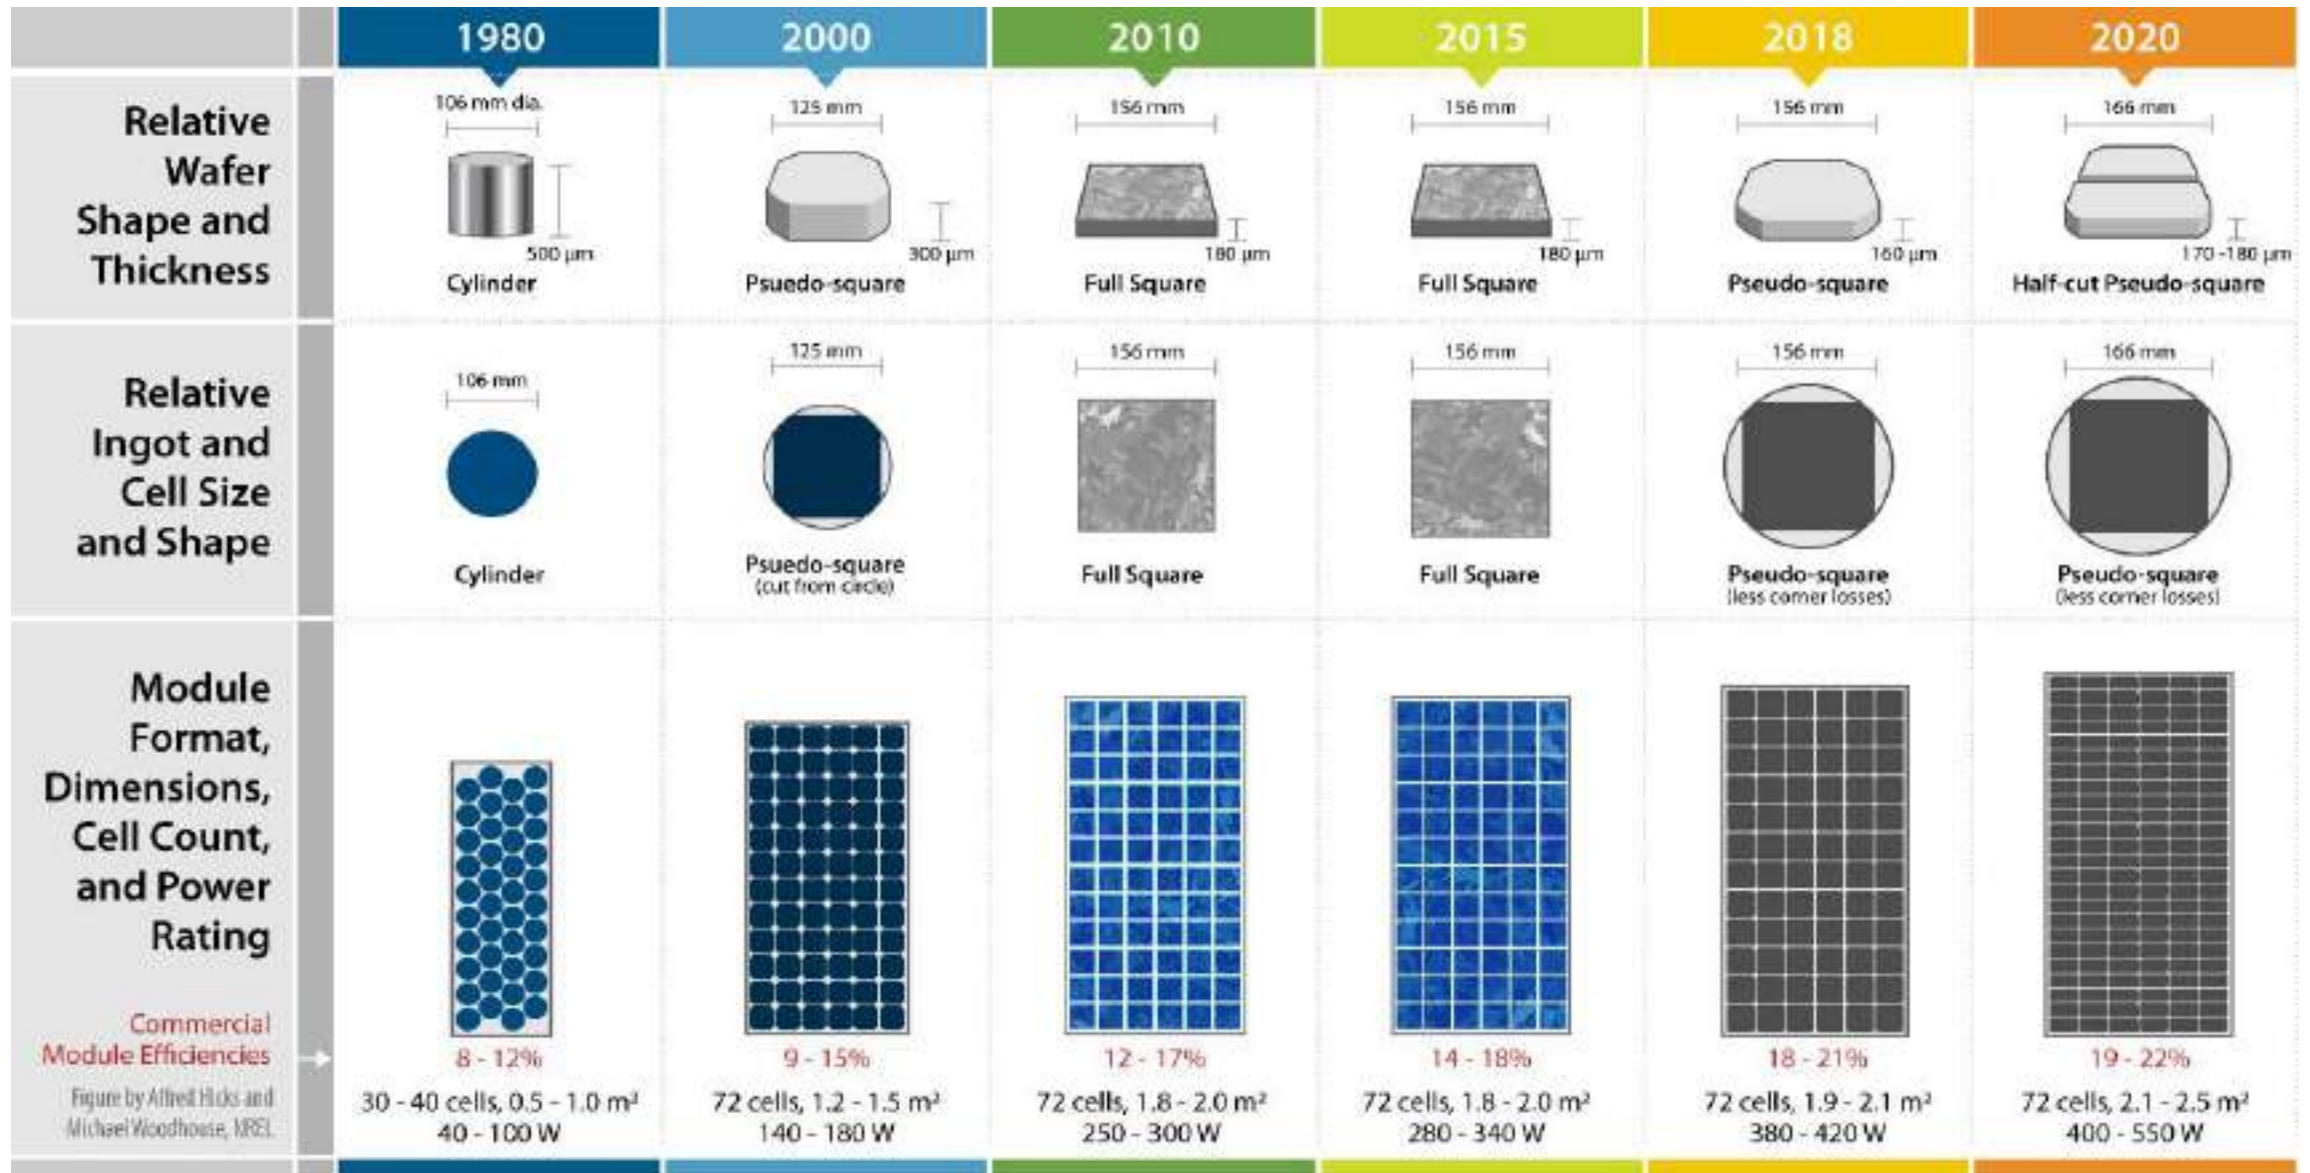 1980
2000
2010
2015
2018
2020
Relative
Wafer
Shape and
Thickness
106 mm dia.
500 µm
Cylinder
125 mm
300 µm
Psuedo-square
156 mm
180 µm
Full Square
156 mm
180 µm
Full Square
156 mm
160 µm
Pseudo-square
166 mm
170 -180 µm
Half-cut Pseudo-square
Relative
Ingot and
Cell Size
and Shape
106 mm
Cylinder
125 mm
Psuedo-square
(cut from circle)
156 mm
Full Square
156 mm
Full Square
156 mm
Pseudo-square
(less corner losses)
166 mm
Pseudo-square
(less corner losses)
Module
Format,
Dimensions,
Cell Count,
and Power
Rating
Commercial
Module Efficiencies
8 - 12%
9 - 15%
12 - 17%
14 - 18%
18 - 21%
19 - 22%
Figure by Alfred Hicks and
Michael Woodhouse, NREL
30 - 40 cells, 0.5 - 1.0 m²
40 - 100 W
72 cells, 1.2 - 1.5 m²
140 - 180 W
72 cells, 1.8 - 2.0 m²
250 - 300 W
72 cells, 1.8 - 2.0 m²
280 - 340 W
72 cells, 1.9 - 2.1 m²
380 - 420 W
72 cells, 2.1 - 2.5 m²
400 - 550 W